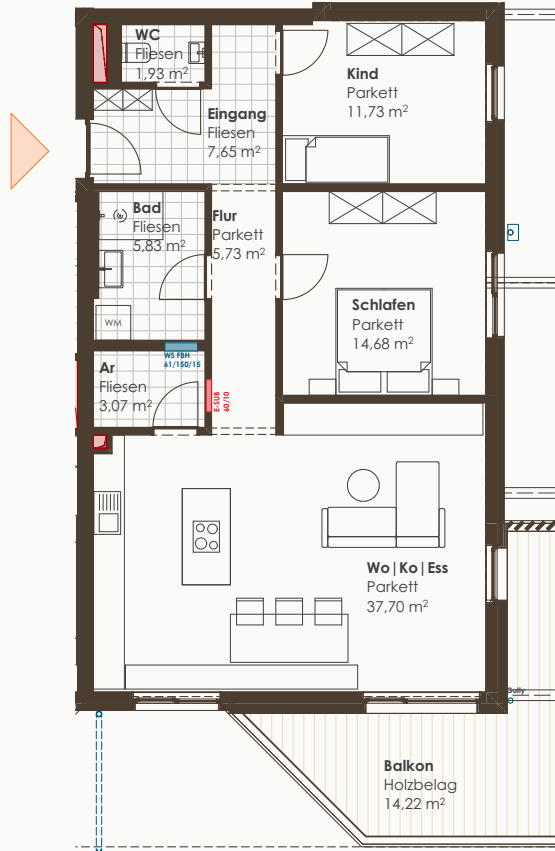 WC
Fliesen
1,93 m²
Kind
Parkett
11,73 m²
Eingang
Fliesen
7,65 m²
Bad
Fliesen
5,83 m²
Flur
Parkett
5,73 m²
WM
Schlafen
Parkett
14,68 m²
WS FBH
61/150/15
Ar
Fliesen
3,07 m²
E-SUB
60/10
Wo|Ko|Ess
Parkett
37,70 m²
Gully
Balkon
Holzbelag
14,22 m²